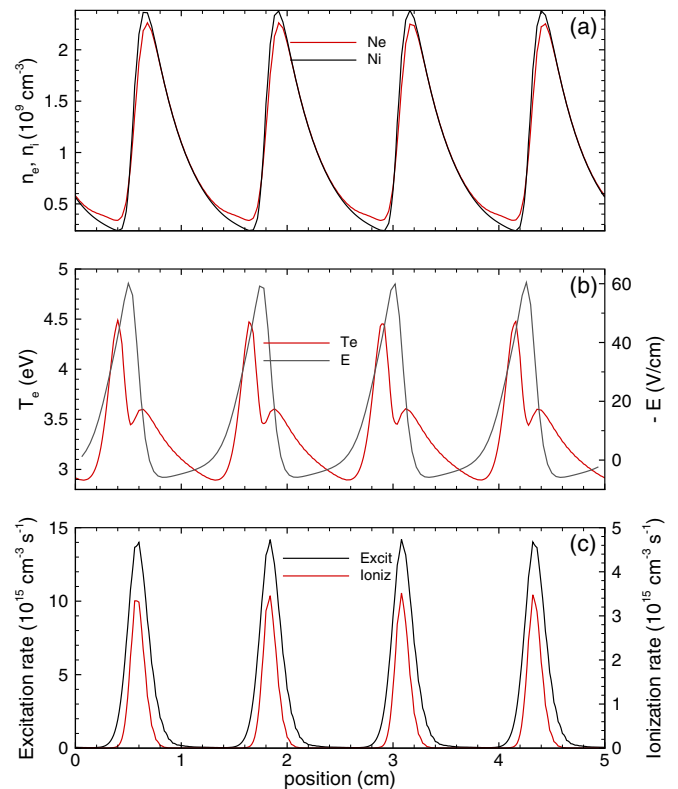 (a)
Ne
Ni
n_e, n_i (10^9 cm^-3)
2
1.5
1
0.5
(b)
Te
E
T_e (eV)
5
4.5
4
3.5
3
- E (V/cm)
60
40
20
0
(c)
Excit
Ioniz
Excitation rate (10^15 cm^-3 s^-1)
15
10
5
0
Ionization rate (10^15 cm^-3 s^-1)
5
4
3
2
1
0
0 1 2 3 4 5
position (cm)